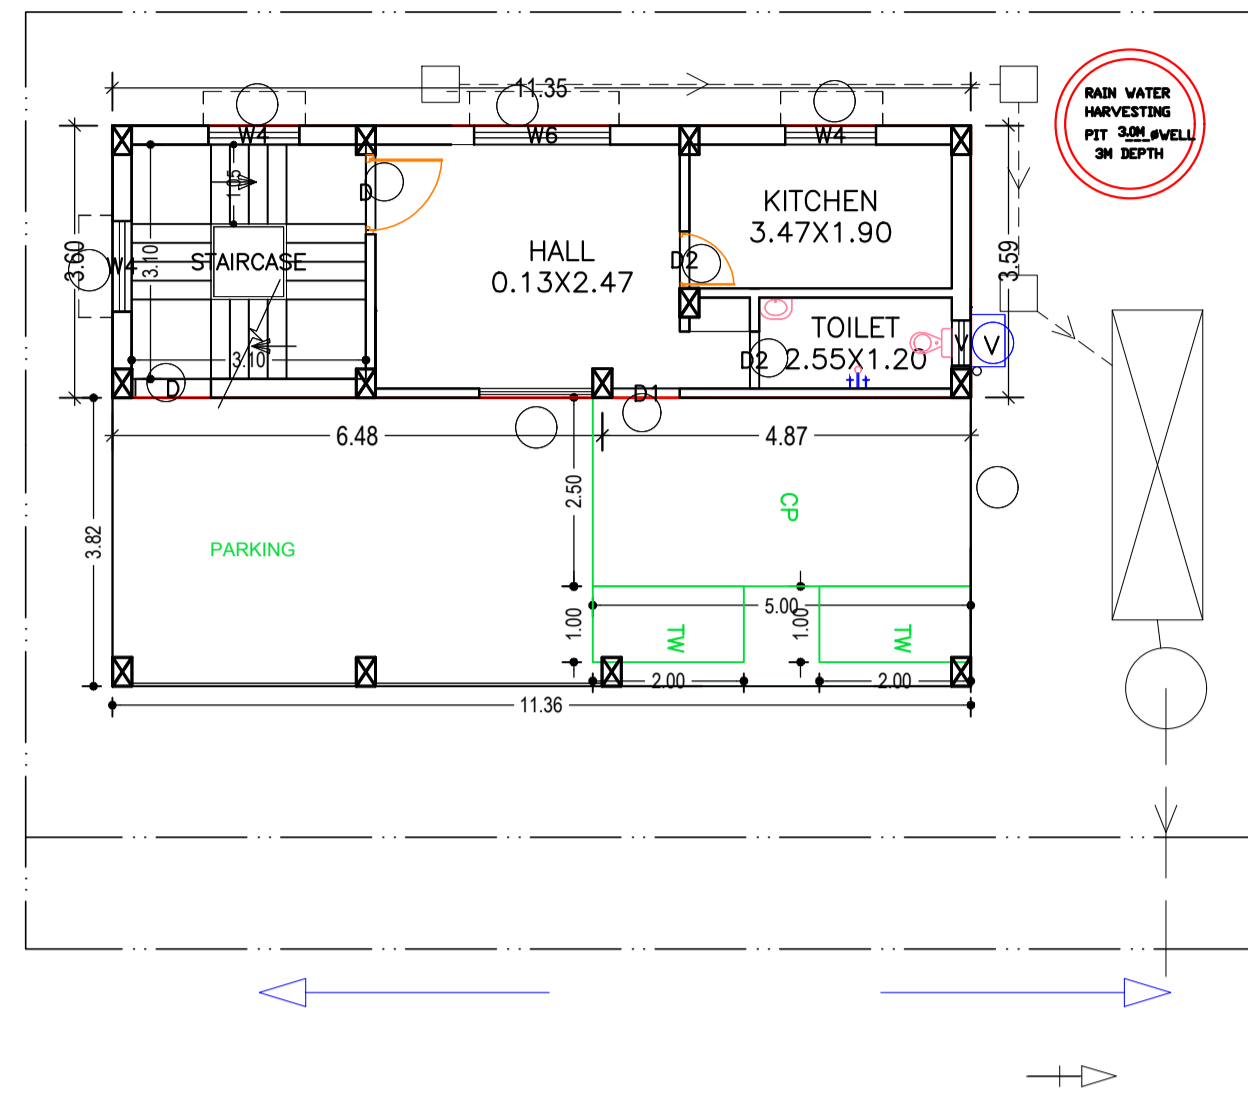 11.35
RAIN WATER
HARVESTING
PIT 3.0M øWELL
3M DEPTH
W4
W6
W4
1.05
D
KITCHEN
3.47X1.90
3.60
3.10
W4
STAIRCASE
HALL
0.13X2.47
D2
3.59
TOILET
2.55X1.20
D2
V
V
3.10
D
D1
6.48
4.87
2.50
CP
3.82
PARKING
5.00
1.00
TW
1.00
TW
2.00
2.00
11.36